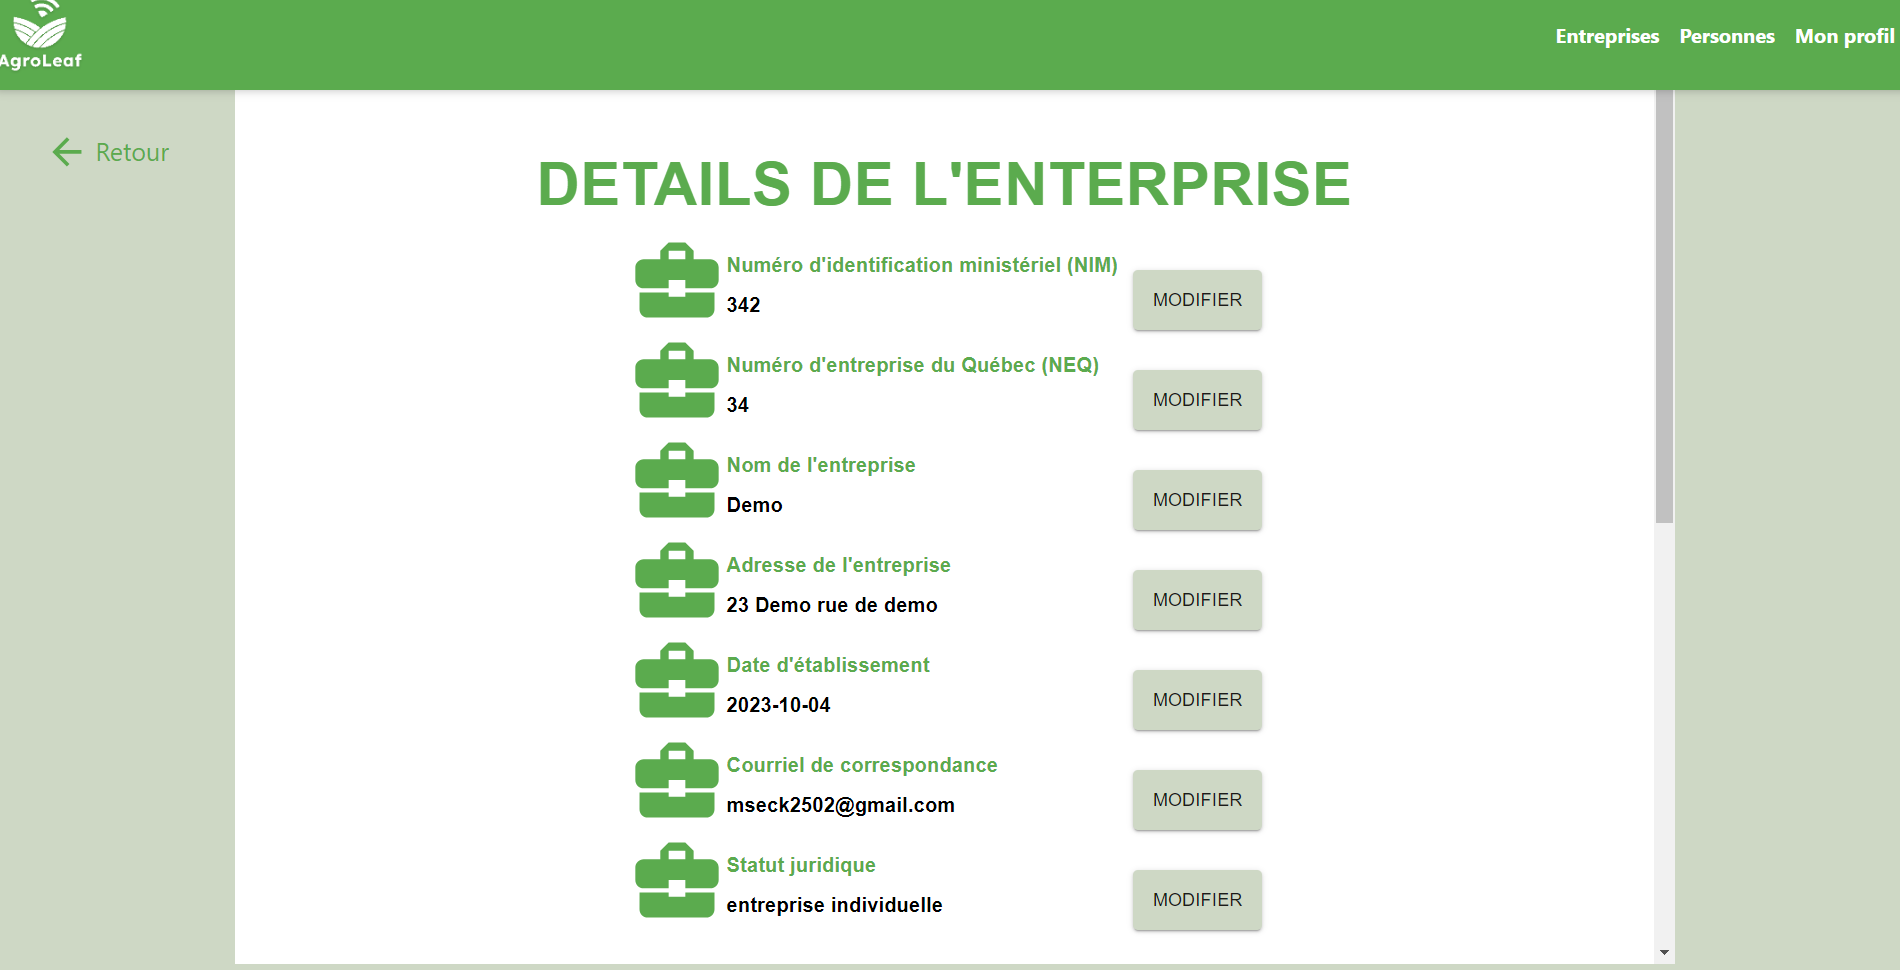 AgroLeaf
Entreprises Personnes Mon profil
Retour
DETAILS DE L'ENTERPRISE
Numéro d'identification ministériel (NIM)
342
MODIFIER
Numéro d'entreprise du Québec (NEQ)
34
MODIFIER
Nom de l'entreprise
Demo
MODIFIER
Adresse de l'entreprise
23 Demo rue de demo
MODIFIER
Date d'établissement
2023-10-04
MODIFIER
Courriel de correspondance
mseck2502@gmail.com
MODIFIER
Statut juridique
entreprise individuelle
MODIFIER